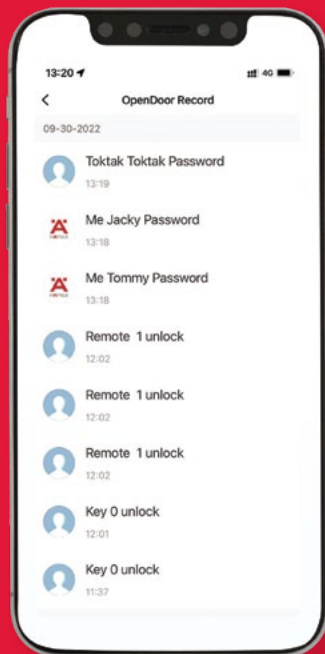 13:20
4G
OpenDoor Record
09-30-2022
Toktak Toktak Password
13:19
Me Jacky Password
13:18
Me Tommy Password
13:18
Remote 1 unlock
12:02
Remote 1 unlock
12:02
Remote 1 unlock
12:02
Key 0 unlock
12:01
Key 0 unlock
11:37